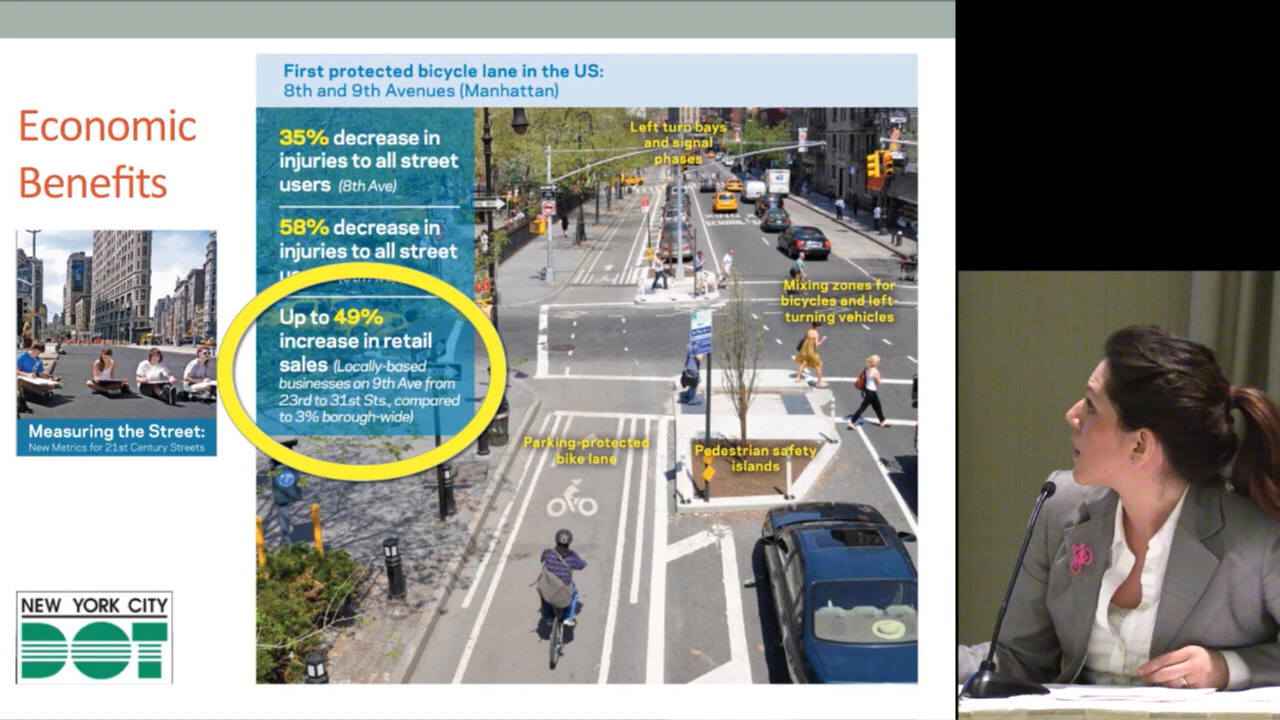 Economic
Benefits
First protected bicycle lane in the US:
8th and 9th Avenues (Manhattan)
35% decrease in
injuries to all street
users (8th Ave)
58% decrease in
injuries to all street
Up to 49%
increase in retail
sales (Locally-based
businesses on 9th Ave from
23rd to 31st Sts., compared
to 3% borough-wide)
Left turn bays
and signal
phases
Mixing zones for
bicycles and left-
turning vehicles
Parking-protected
bike lane
Pedestrian safety
islands
Measuring the Street:
New Metrics for 21st Century Streets
NEW YORK CITY
DOT